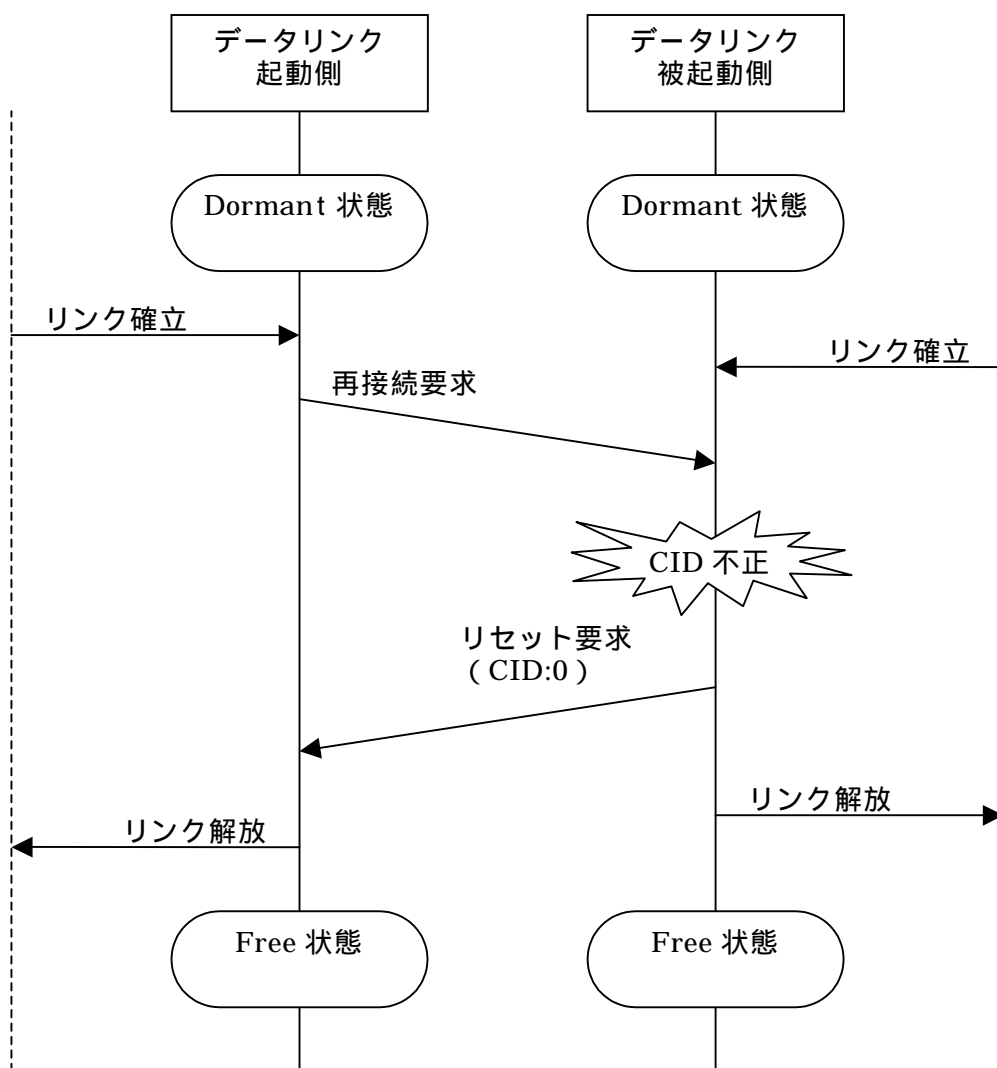 データリンク
起動側
データリンク
被起動側
Dormant 状態
Dormant 状態
リンク確立
リンク確立
再接続要求
CID 不正
リセット要求
（CID:0）
リンク解放
リンク解放
Free 状態
Free 状態